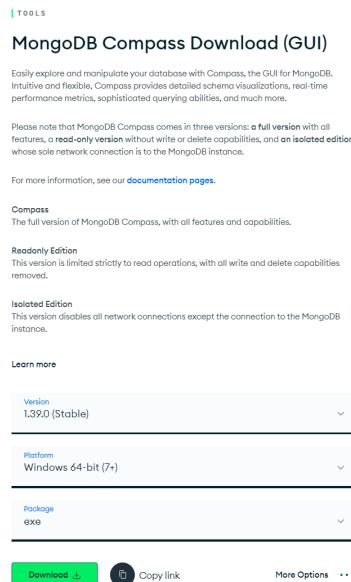 TOOLS
MongoDB Compass Download (GUI)
Easily explore and manipulate your database with Compass, the GUI for MongoDB.
Intuitive and flexible, Compass provides detailed schema visualizations, real-time
performance metrics, sophisticated querying abilities, and much more.
Please note that MongoDB Compass comes in three versions: a full version with all
features, a read-only version without write or delete capabilities, and an isolated edition,
whose sole network connection is to the MongoDB instance.
For more information, see our documentation pages.
Compass
The full version of MongoDB Compass, with all features and capabilities.
Readonly Edition
This version is limited strictly to read operations, with all write and delete capabilities
removed.
Isolated Edition
This version disables all network connections except the connection to the MongoDB
instance.
Learn more
Version
1.39.0 (Stable)
Platform
Windows 64-bit (7+)
Package
exe
Download Copy link More Options